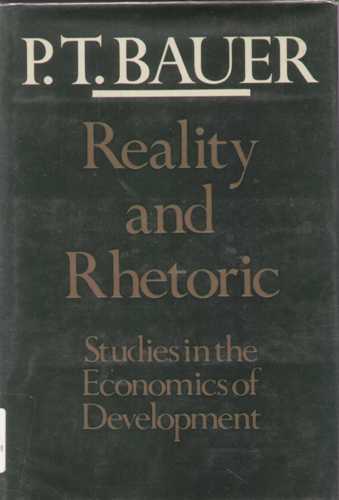 P.T. BAUER
Reality
and
Rhetoric
Studies in the
Economics of
Development